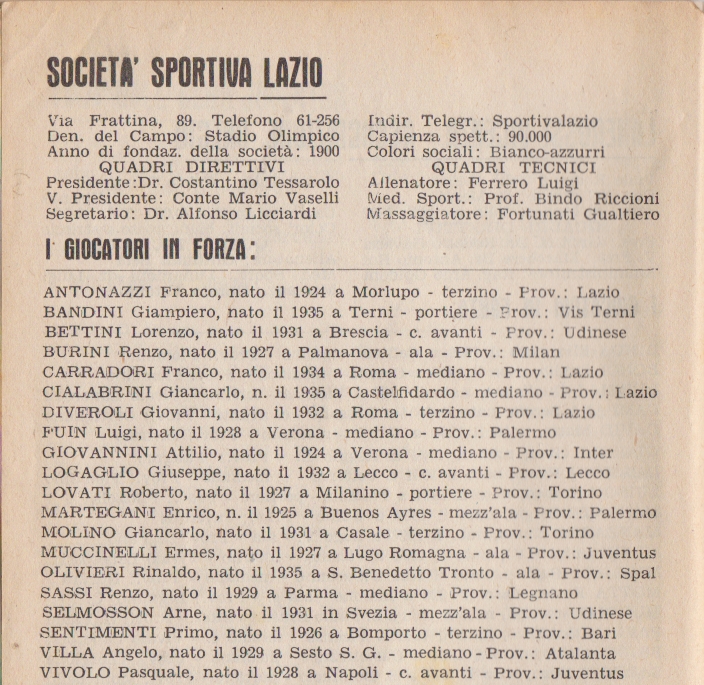 SOCIETA' SPORTIVA LAZIO
Via Frattina, 89. Telefono 61-256
Den. del Campo: Stadio Olimpico
Anno di fondaz. della società: 1900
QUADRI DIRETTIVI
Presidente:Dr. Costantino Tessarolo
V. Presidente: Conte Mario Vaselli
Segretario: Dr. Alfonso Licciardi
Indir. Telegr.: Sportivalazio
Capienza spett.: 90.000
Colori sociali: Bianco-azzurri
QUADRI TECNICI
Allenatore: Ferrero Luigi
Med. Sport.: Prof. Bindo Riccioni
Massaggiatore: Fortunati Gualtiero
I GIOCATORI IN FORZA:
ANTONAZZI Franco, nato il 1924 a Morlupo - terzino - Prov.: Lazio
BANDINI Giampiero, nato il 1935 a Terni - portiere - Prov.: Vis Terni
BETTINI Lorenzo, nato il 1931 a Brescia - c. avanti - Prov.: Udinese
BURINI Renzo, nato il 1927 a Palmanova - ala - Prov.: Milan
CARRADORI Franco, nato il 1934 a Roma - mediano - Prov.: Lazio
CIALABRINI Giancarlo, n. il 1935 a Castelfidardo - mediano - Prov.: Lazio
DIVEROLI Giovanni, nato il 1932 a Roma - terzino - Prov.: Lazio
FUIN Luigi, nato il 1928 a Verona - mediano - Prov.: Palermo
GIOVANNINI Attilio, nato il 1924 a Verona - mediano - Prov.: Inter
LOGAGLIO Giuseppe, nato il 1932 a Lecco - c. avanti - Prov.: Lecco
LOVATI Roberto, nato il 1927 a Milanino - portiere - Prov.: Torino
MARTEGANI Enrico, n. il 1925 a Buenos Ayres - mezz'ala - Prov.: Palermo
MOLINO Giancarlo, nato il 1931 a Casale - terzino - Prov.: Torino
MUCCINELLI Ermes, nato il 1927 a Lugo Romagna - ala - Prov.: Juventus
OLIVIERI Rinaldo, nato il 1935 a S. Benedetto Tronto - ala - Prov.: Spal
SASSI Renzo, nato il 1929 a Parma - mediano - Prov.: Legnano
SELMOSSON Arne, nato il 1931 in Svezia - mezz'ala - Prov.: Udinese
SENTIMENTI Primo, nato il 1926 a Bomporto - terzino - Prov.: Bari
VILLA Angelo, nato il 1929 a Sesto S. G. - mediano - Prov.: Atalanta
VIVOLO Pasquale, nato il 1928 a Napoli - c. avanti - Prov.: Juventus